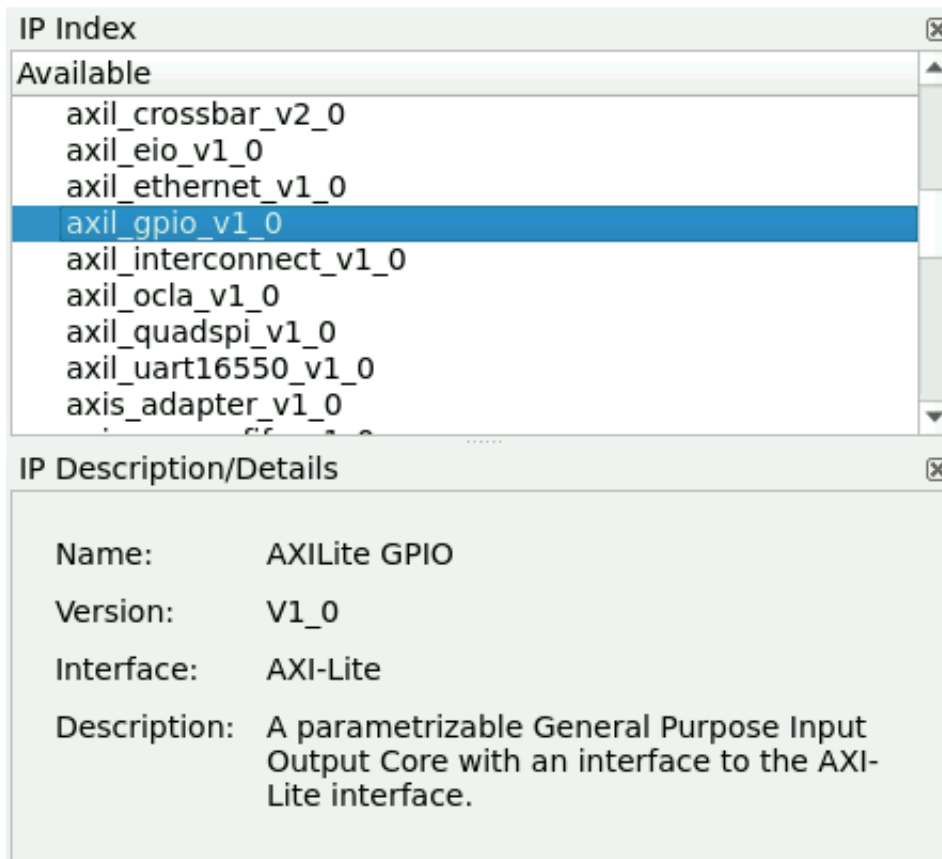 IP Index
Available
axil_crossbar_v2_0
axil_eio_v1_0
axil_ethernet_v1_0
axil_gpio_v1_0
axil_interconnect_v1_0
axil_ocla_v1_0
axil_quadspi_v1_0
axil_uart16550_v1_0
axis_adapter_v1_0
IP Description/Details
Name: AXILite GPIO
Version: V1_0
Interface: AXI-Lite
Description: A parametrizable General Purpose Input
Output Core with an interface to the AXI-
Lite interface.